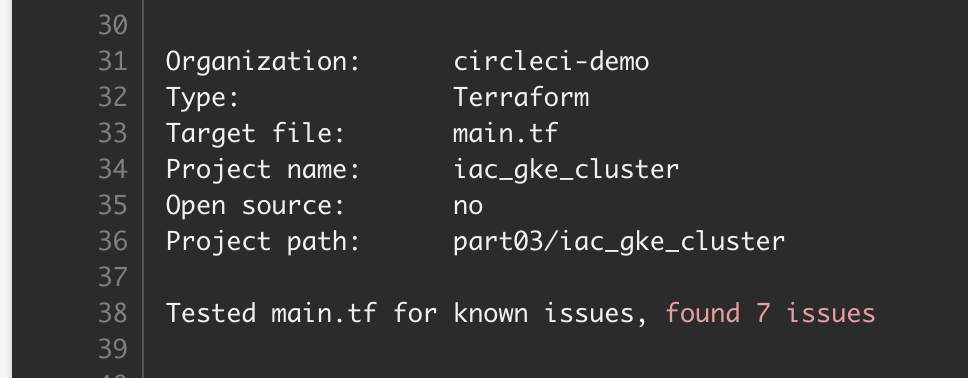 30
31 Organization: circleci-demo
32 Type: Terraform
33 Target file: main.tf
34 Project name: iac_gke_cluster
35 Open source: no
36 Project path: part03/iac_gke_cluster
37
38 Tested main.tf for known issues, found 7 issues
39